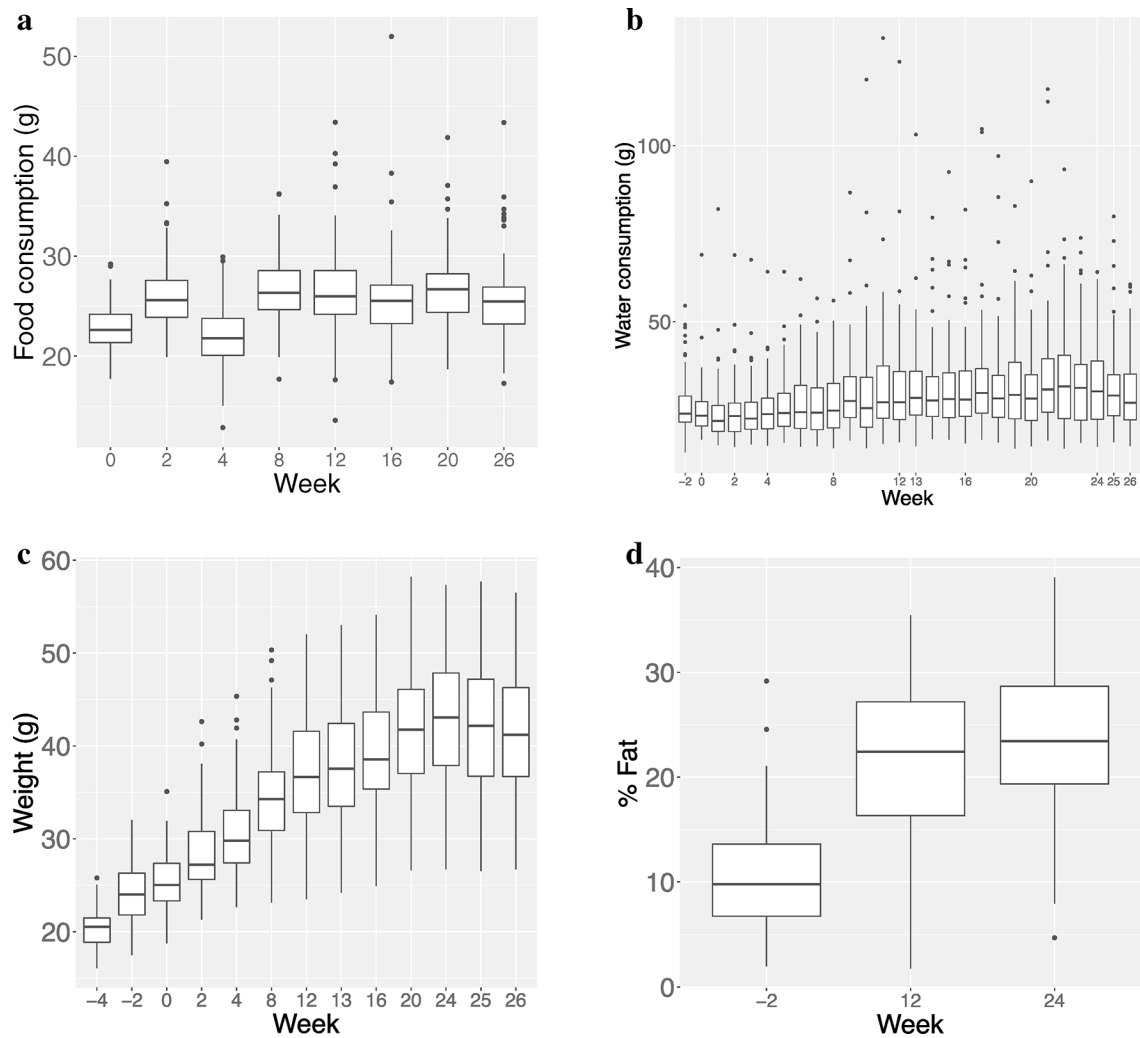 a
Food consumption (g)
50
40
30
20
0 2 4 8 12 16 20 26
Week
b
Water consumption (g)
100
50
−2 0 2 4 8 12 13 16 20 24 25 26
Week
c
Weight (g)
60
50
40
30
20
−4 −2 0 2 4 8 12 13 16 20 24 25 26
Week
d
% Fat
40
30
20
10
0
−2 12 24
Week